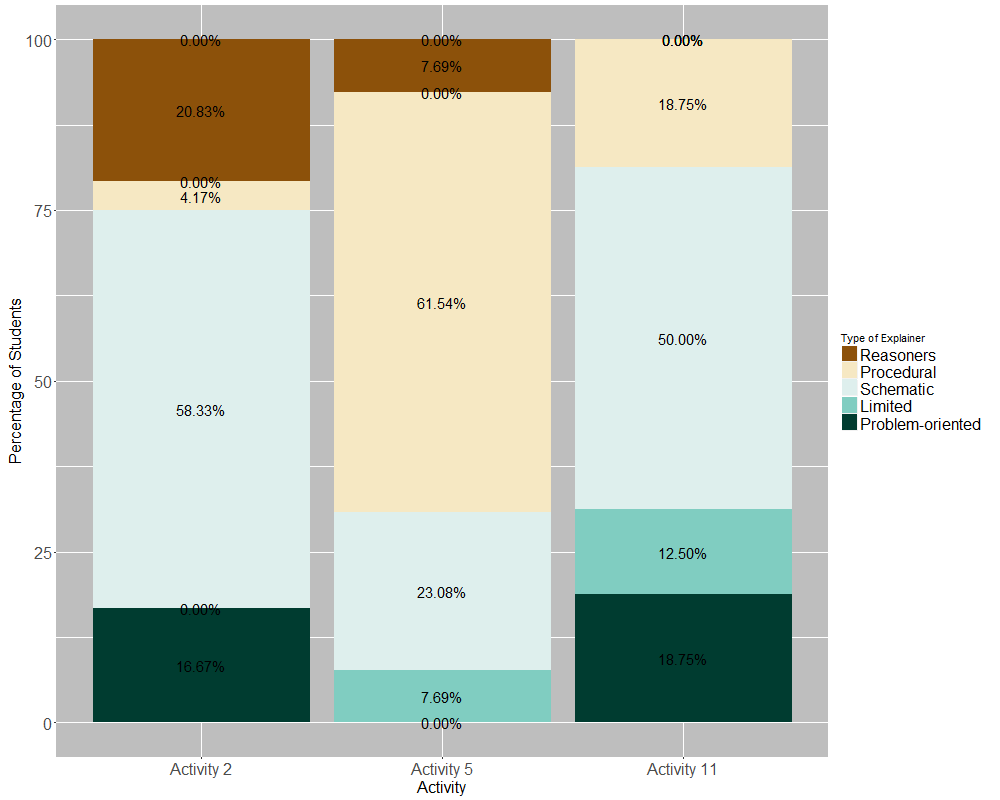 100
75
50
25
0
Percentage of Students
0.00%
20.83%
0.00%
4.17%
58.33%
0.00%
16.67%
0.00%
7.69%
0.00%
61.54%
23.08%
7.69%
0.00%
0.00%
18.75%
50.00%
12.50%
18.75%
Activity 2
Activity 5
Activity 11
Activity
Type of Explainer
Reasoners
Procedural
Schematic
Limited
Problem-oriented